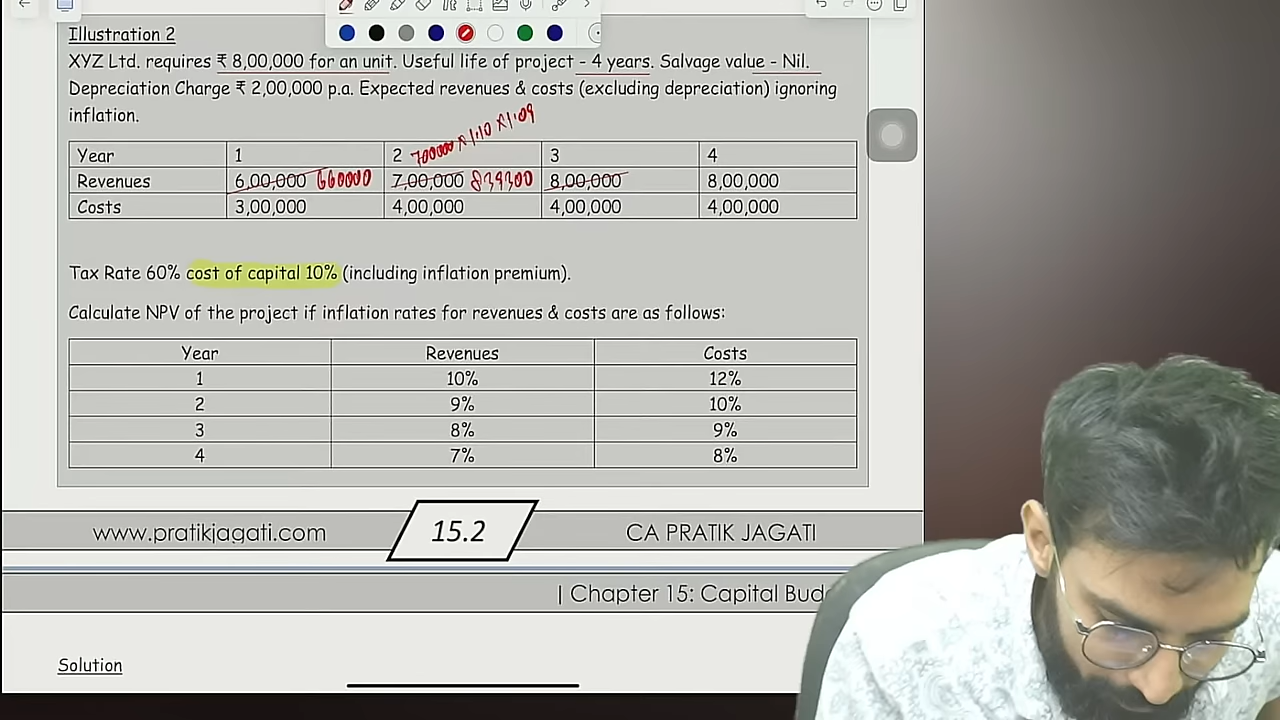 Illustration 2
XYZ Ltd. requires ₹ 8,00,000 for an unit. Useful life of project - 4 years. Salvage value - Nil.
Depreciation Charge ₹ 2,00,000 p.a. Expected revenues & costs (excluding depreciation) ignoring
inflation.
700000 × 1.10 × 1.09
Year 1 2 3 4
Revenues 6,00,000 660000 7,00,000 839300 8,00,000 8,00,000
Costs 3,00,000 4,00,000 4,00,000 4,00,000
Tax Rate 60% cost of capital 10% (including inflation premium).
Calculate NPV of the project if inflation rates for revenues & costs are as follows:
Year Revenues Costs
1 10% 12%
2 9% 10%
3 8% 9%
4 7% 8%
www.pratikjagati.com 15.2 CA PRATIK JAGATI
| Chapter 15: Capital Bud
Solution